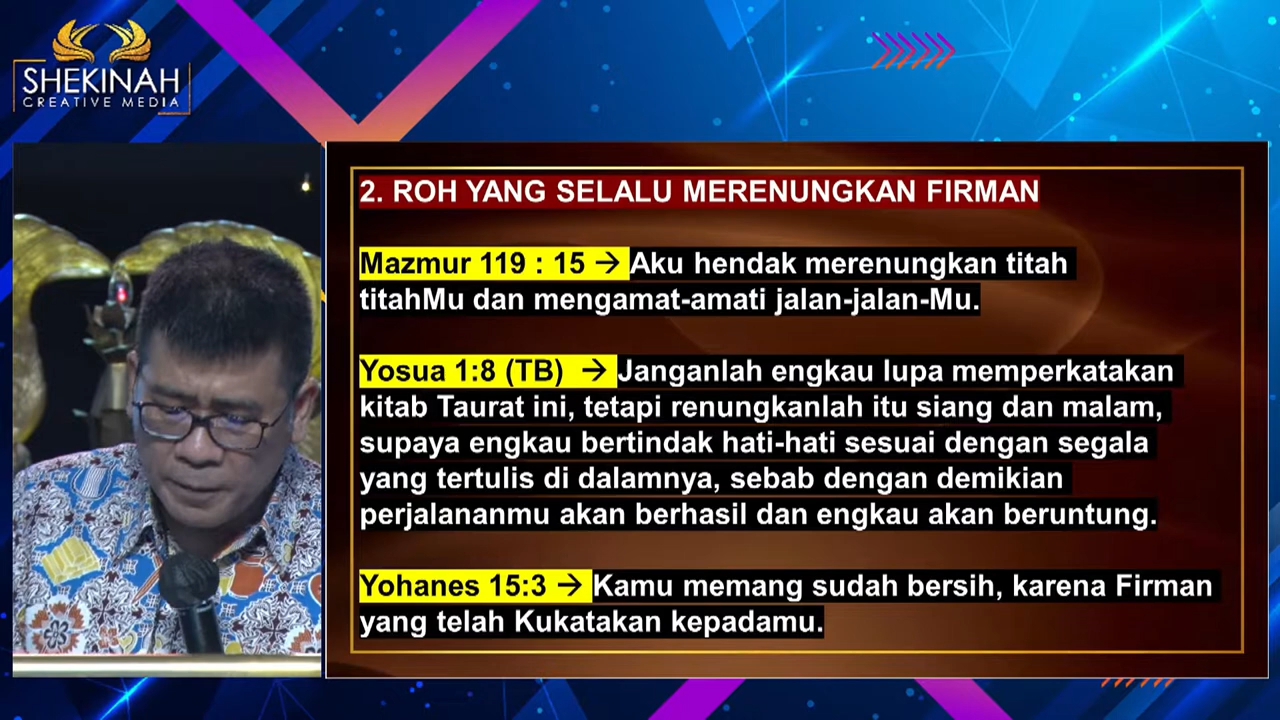 SHEKINAH
CREATIVE MEDIA
2. ROH YANG SELALU MERENUNGKAN FIRMAN
Mazmur 119 : 15 → Aku hendak merenungkan titah
titahMu dan mengamat-amati jalan-jalan-Mu.
Yosua 1:8 (TB) → Janganlah engkau lupa memperkatakan
kitab Taurat ini, tetapi renungkanlah itu siang dan malam,
supaya engkau bertindak hati-hati sesuai dengan segala
yang tertulis di dalamnya, sebab dengan demikian
perjalananmu akan berhasil dan engkau akan beruntung.
Yohanes 15:3 → Kamu memang sudah bersih, karena Firman
yang telah Kukatakan kepadamu.